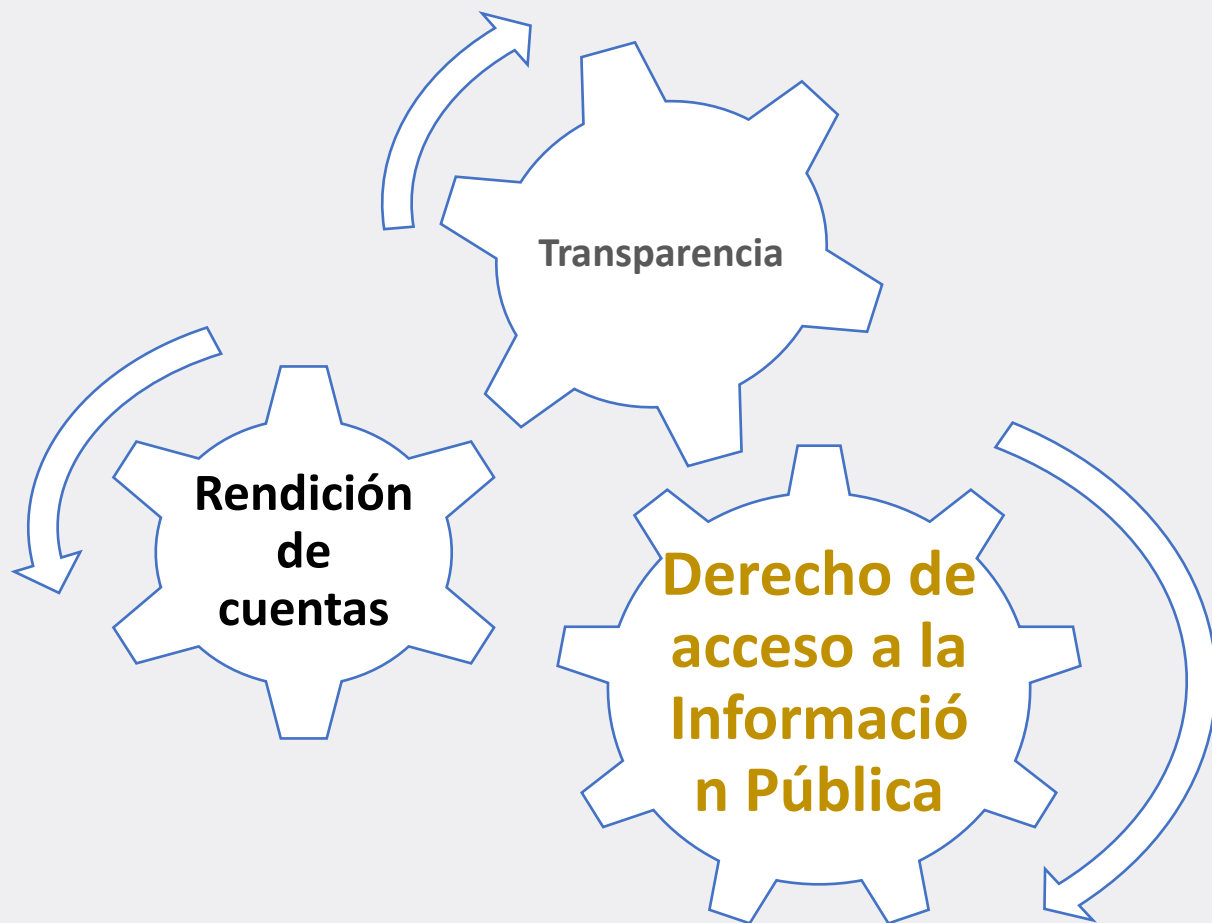 Transparencia
Rendición
de
cuentas
Derecho de
acceso a la
Informació
n Pública